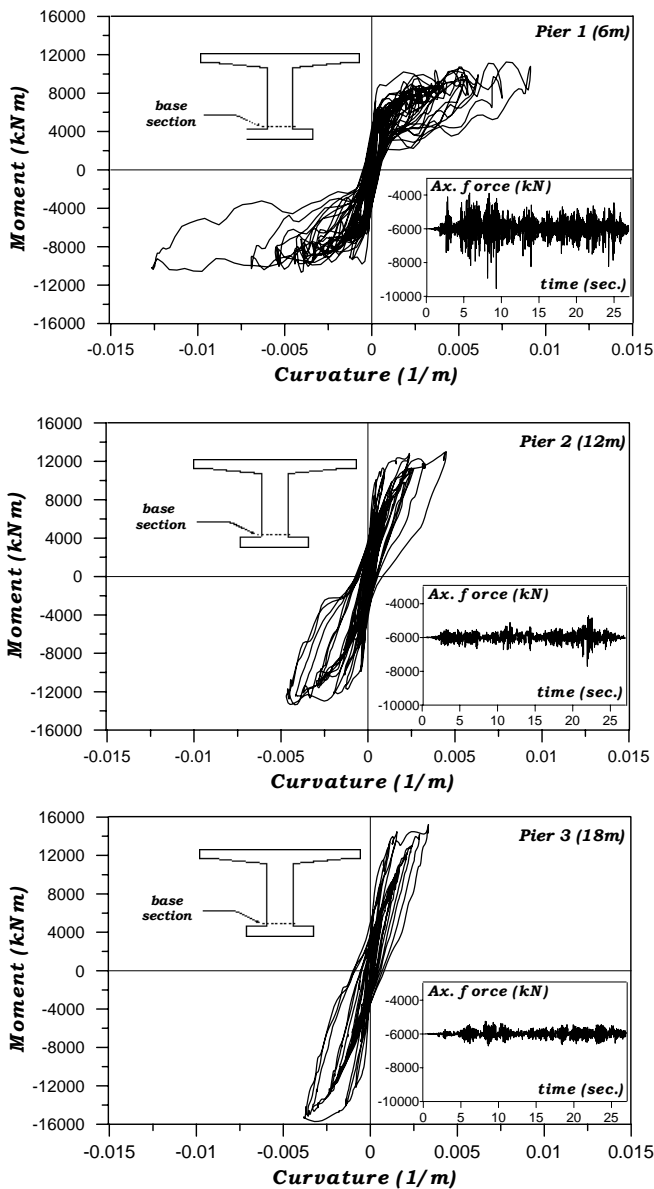 16000
Pier 1 (6m)
12000
8000
base
section
4000
0
-4000
-8000
-12000
-16000
Moment (kN m)
Ax. force (kN)
-4000
-6000
-8000
-10000
time (sec.)
0 5 10 15 20 25
-0.015 -0.01 -0.005 0 0.005 0.01 0.015
Curvature (1/m)
16000
Pier 2 (12m)
12000
8000
base
section
4000
0
-4000
-8000
-12000
-16000
Moment (kN m)
Ax. force (kN)
-4000
-6000
-8000
-10000
time (sec.)
0 5 10 15 20 25
-0.015 -0.01 -0.005 0 0.005 0.01 0.015
Curvature (1/m)
16000
Pier 3 (18m)
12000
8000
base
section
4000
0
-4000
-8000
-12000
-16000
Moment (kN m)
Ax. force (kN)
-4000
-6000
-8000
-10000
time (sec.)
0 5 10 15 20 25
-0.015 -0.01 -0.005 0 0.005 0.01 0.015
Curvature (1/m)